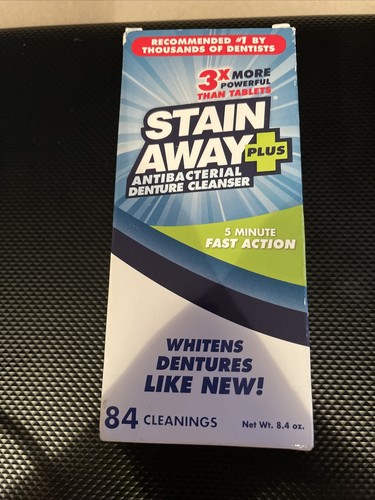 RECOMMENDED #1 BY
THOUSANDS OF DENTISTS
3X MORE
POWERFUL
THAN TABLETS
STAIN
AWAY PLUS
ANTIBACTERIAL
DENTURE CLEANSER
5 MINUTE
FAST ACTION
WHITENS
DENTURES
LIKE NEW!
84 CLEANINGS Net Wt. 8.4 oz.